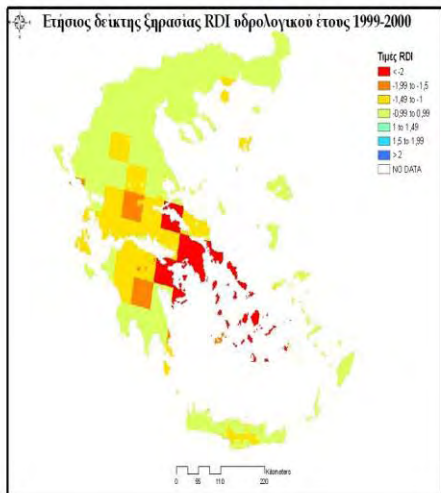 Ετήσιος δείκτης ξηρασίας RDI υδρολογικού έτους 1999-2000
Τιμές RDI
< -2
-1,99 to -1,5
-1,49 to -1
-0,99 to 0,99
1 to 1,49
1,5 to 1,99
> 2
NO DATA
Kilometers
0 55 110 220